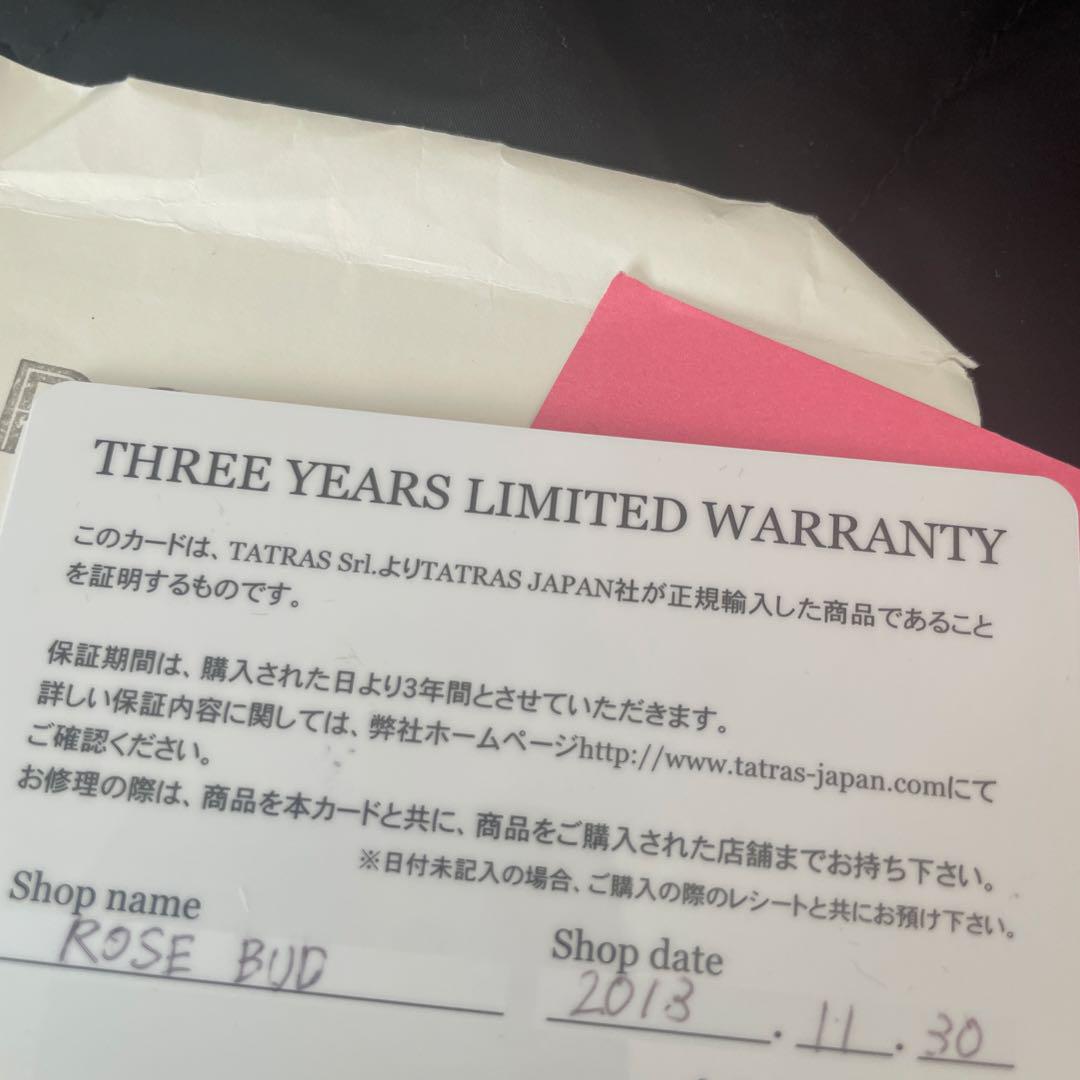 THREE YEARS LIMITED WARRANTY
このカードは、TATRAS Srl.よりTATRAS JAPAN社が正規輸入した商品であること
を証明するものです。
保証期間は、購入された日より3年間とさせていただきます。
詳しい保証内容に関しては、弊社ホームページhttp://www.tatras-japan.comにて
ご確認ください。
お修理の際は、商品を本カードと共に、商品をご購入された店舗までお持ち下さい。
※日付未記入の場合、ご購入の際のレシートと共にお預け下さい。
Shop name
ROSE BUD
Shop date
2013 . 11 . 30